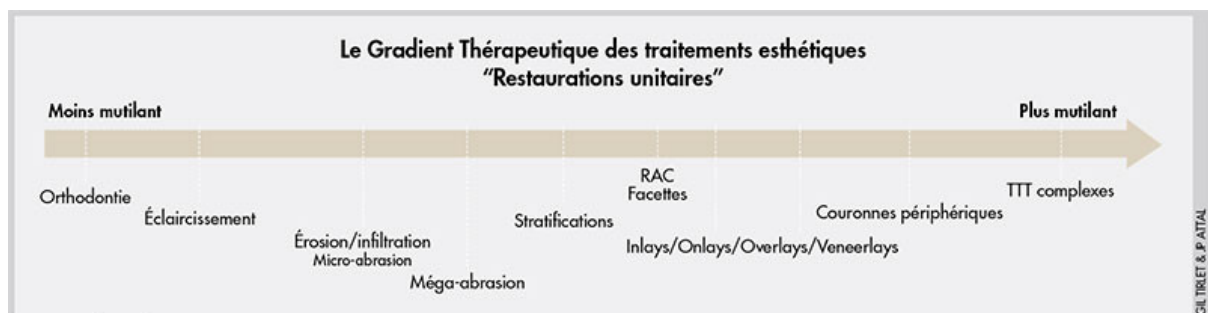 Le Gradient Thérapeutique des traitements esthétiques
“Restaurations unitaires”
Moins mutilant
Plus mutilant
Orthodontie
Éclaircissement
Érosion/infiltration
Micro-abrasion
Méga-abrasion
Stratifications
RAC
Facettes
Inlays/Onlays/Overlays/Veneerlays
Couronnes périphériques
TTT complexes
GIL TIRLET & JP ATTAL